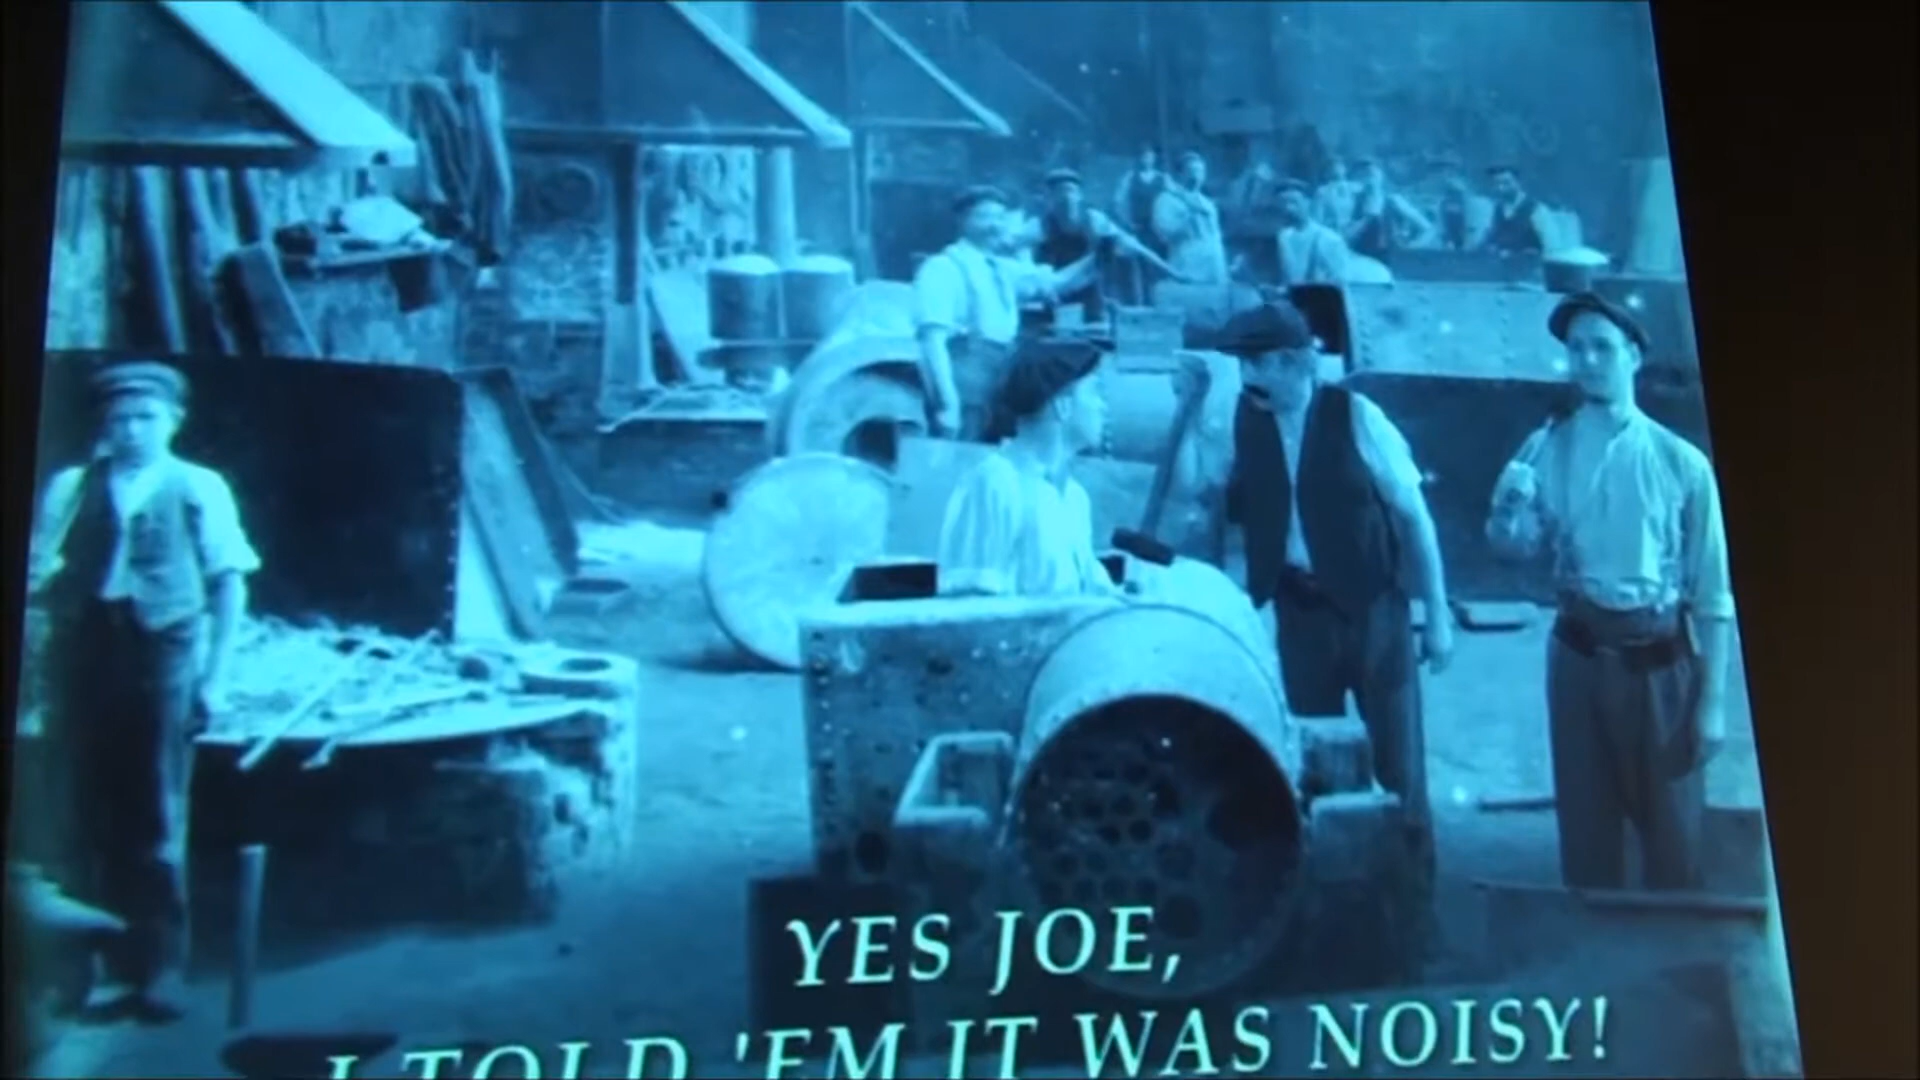 YES JOE,
I TOLD 'EM IT WAS NOISY!